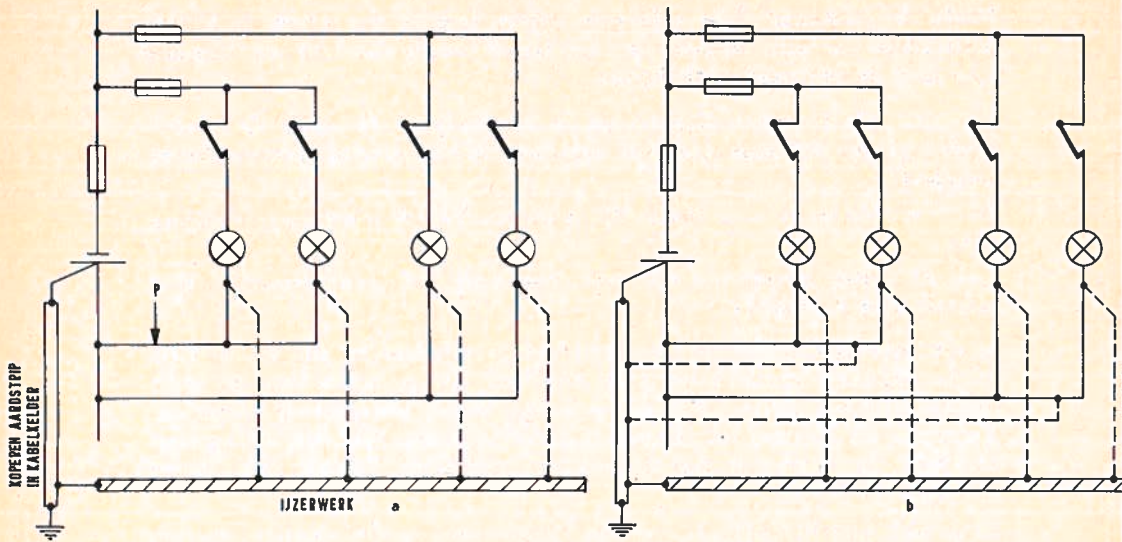 P
KOPEREN AARDSTRIP
IN KABELKELDER
IJZERWERK a
b